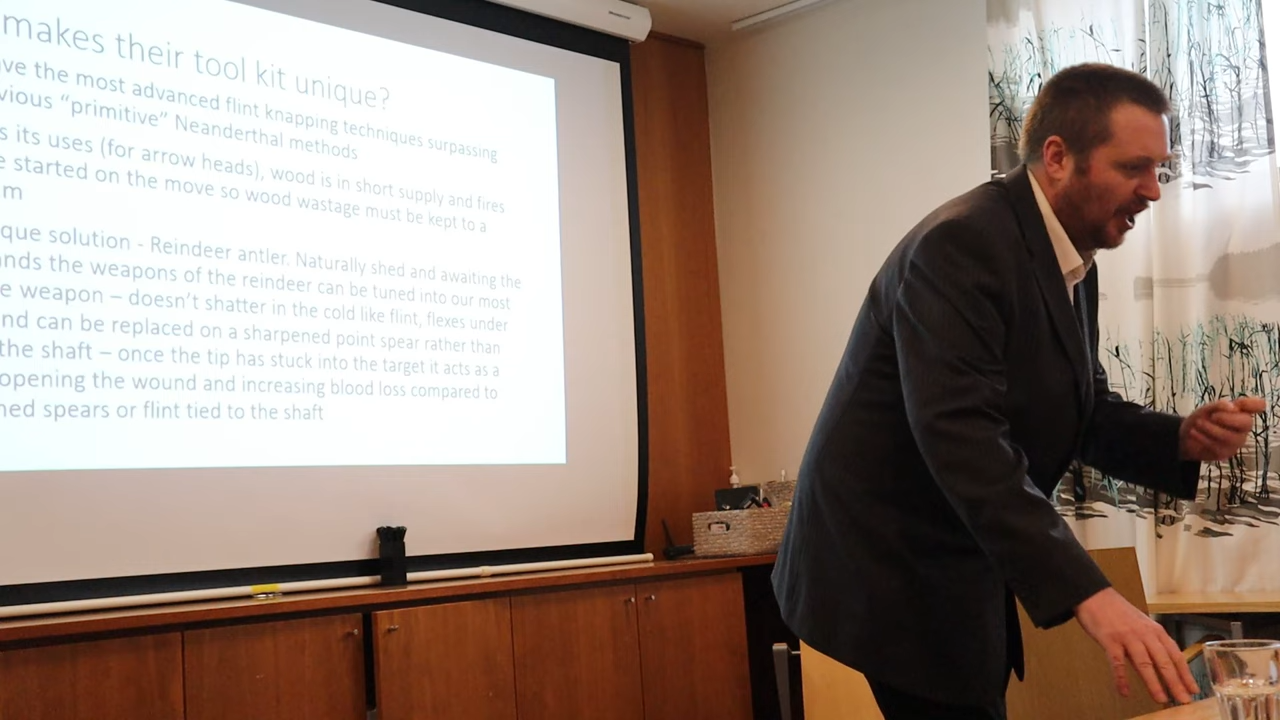 makes their tool kit unique?
ave the most advanced flint knapping techniques surpassing
vious “primitive” Neanderthal methods
s its uses (for arrow heads), wood is in short supply and fires
e started on the move so wood wastage must be kept to a
m
que solution - Reindeer antler. Naturally shed and awaiting the
ands the weapons of the reindeer can be tuned into our most
e weapon – doesn’t shatter in the cold like flint, flexes under
nd can be replaced on a sharpened point spear rather than
the shaft – once the tip has stuck into the target it acts as a
opening the wound and increasing blood loss compared to
ned spears or flint tied to the shaft